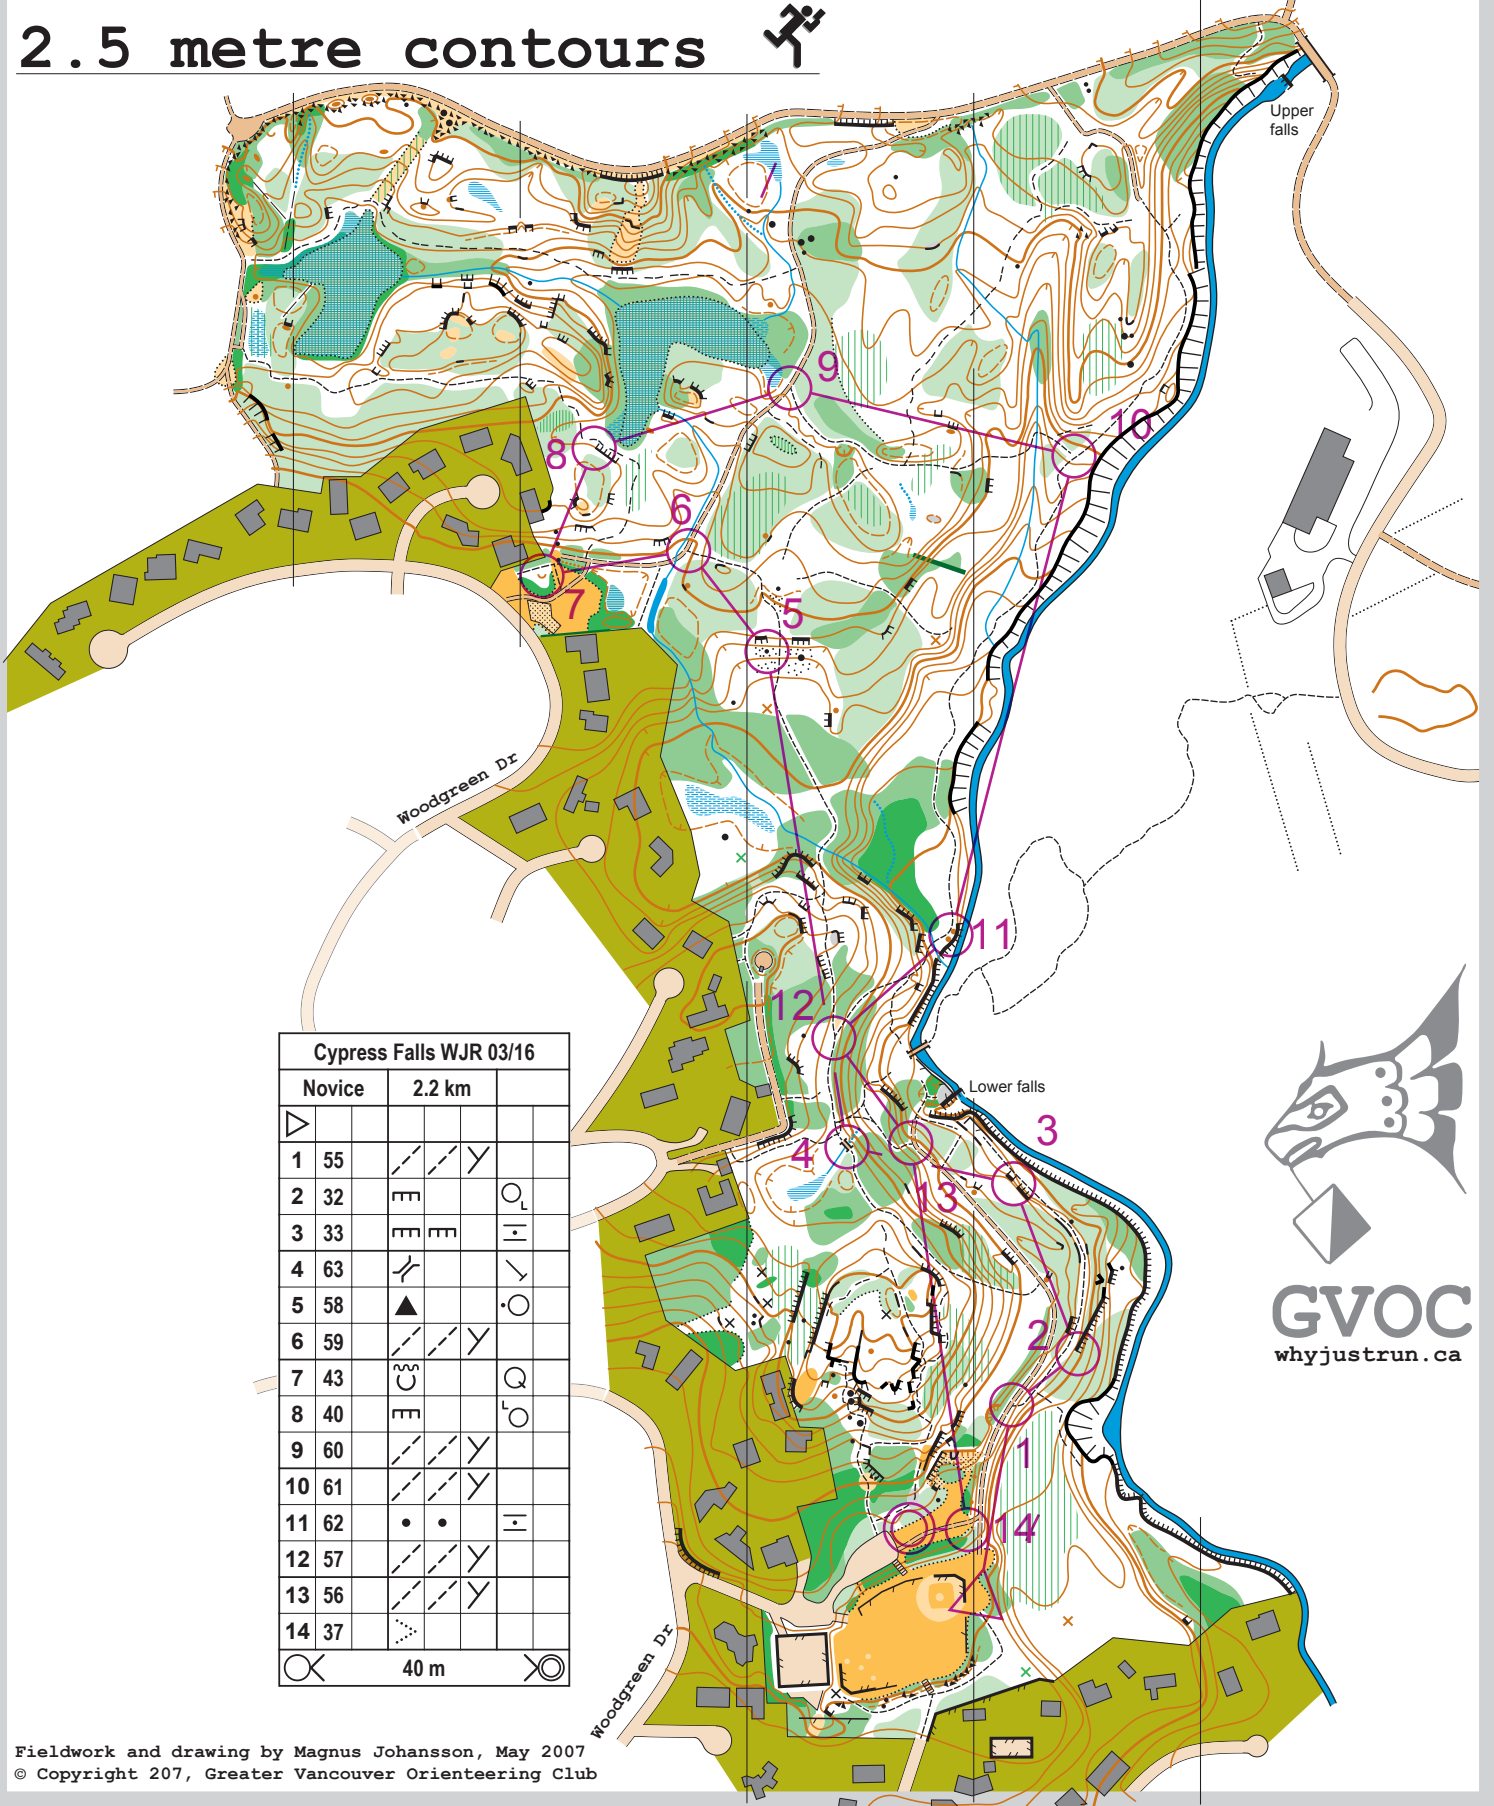 2.5 metre contours
Upper
falls
9
10
8
6
7
5
Woodgreen Dr
11
12
Lower falls
3
4
13
2
1
14
Cypress Falls WJR 03/16
Novice 2.2 km
1 55
2 32
3 33
4 63
5 58
6 59
7 43
8 40
9 60
10 61
11 62
12 57
13 56
14 37
40 m
GVOC
whyjustrun.ca
Woodgreen Dr
Fieldwork and drawing by Magnus Johansson, May 2007
© Copyright 207, Greater Vancouver Orienteering Club